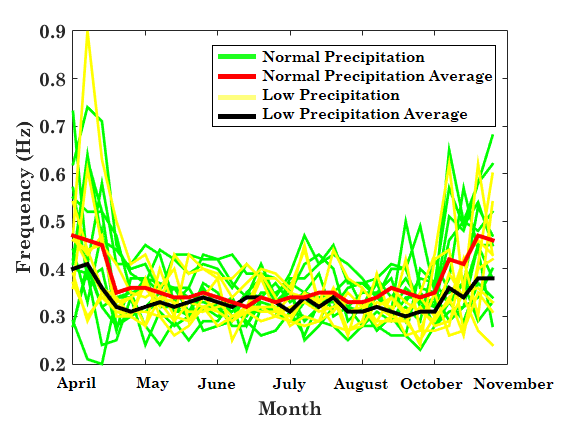 0.9
0.8
0.7
0.6
0.5
0.4
0.3
0.2
Frequency (Hz)
Normal Precipitation
Normal Precipitation Average
Low Precipitation
Low Precipitation Average
April May June July August October November
Month